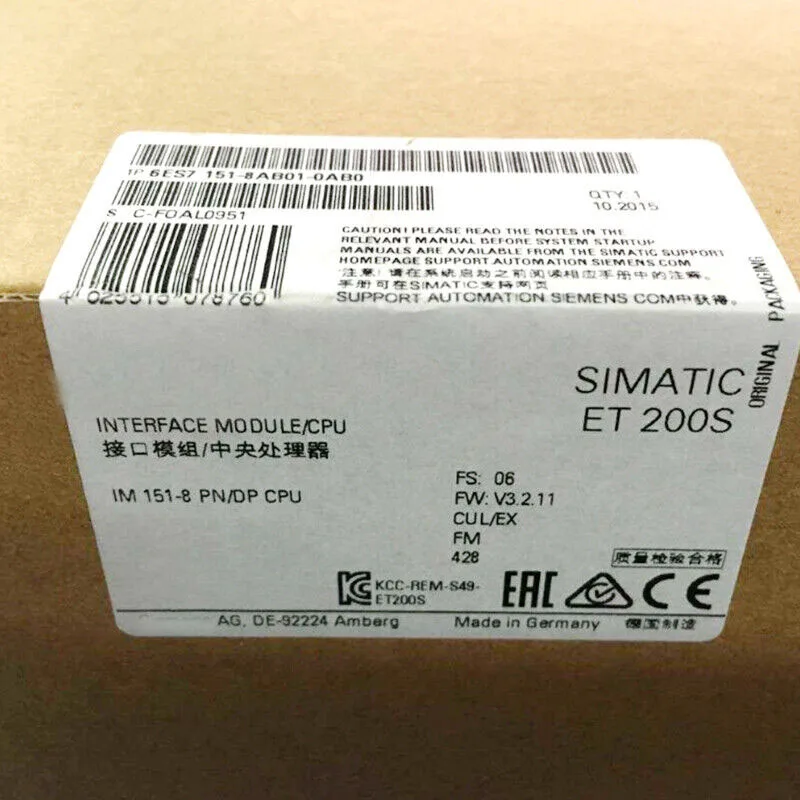 1P 6ES7 151-8AB01-0AB0
QTY 1
10.2015
S C-F0AL0951
CAUTION! PLEASE READ THE NOTES IN THE
RELEVANT MANUAL BEFORE SYSTEM STARTUP
MANUALS ARE AVAILABLE FROM THE SIMATIC SUPPORT
HOMEPAGE SUPPORT.AUTOMATION.SIEMENS.COM
注意! 请在系统启动之前阅读相应手册中的注释。
手册可在SIMATIC支持网页
SUPPORT.AUTOMATION.SIEMENS.COM中获得。
4 025515 078760
ORIGINAL PACKAGING
SIMATIC
ET 200S
INTERFACE MODULE/CPU
接口模组/中央处理器
IM 151-8 PN/DP CPU
FS: 06
FW: V3.2.11
CUL/EX
FM
428
质量检验合格
KCC-REM-S49-
ET200S
EAC
CE
AG, DE-92224 Amberg
Made in Germany 德国制造